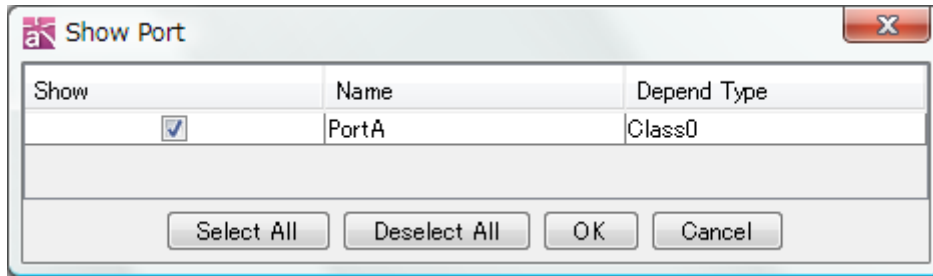 Show Port
Show Name Depend Type
PortA Class0
Select All Deselect All OK Cancel